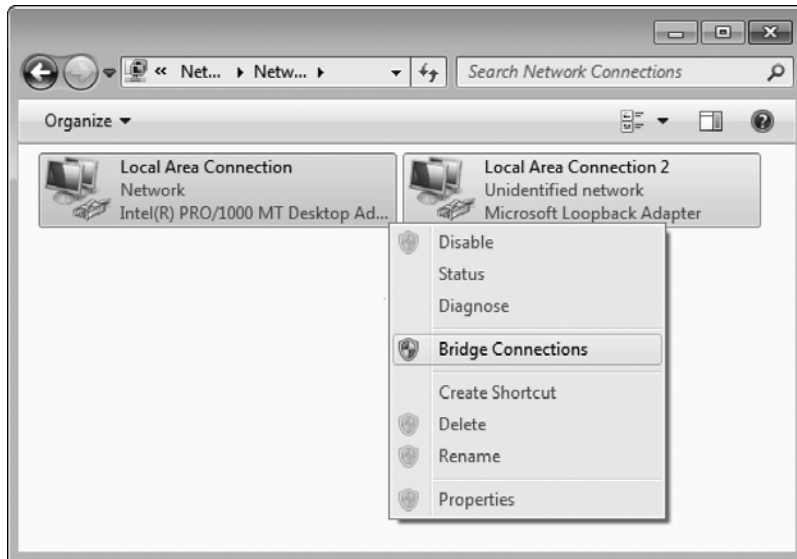 « Net... Netw...
Search Network Connections
Organize
Local Area Connection
Network
Intel(R) PRO/1000 MT Desktop Ad...
Local Area Connection 2
Unidentified network
Microsoft Loopback Adapter
Disable
Status
Diagnose
Bridge Connections
Create Shortcut
Delete
Rename
Properties